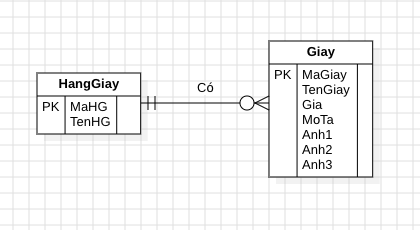 HangGiay
PK MaHG
TenHG
Có
Giay
PK MaGiay
TenGiay
Gia
MoTa
Anh1
Anh2
Anh3